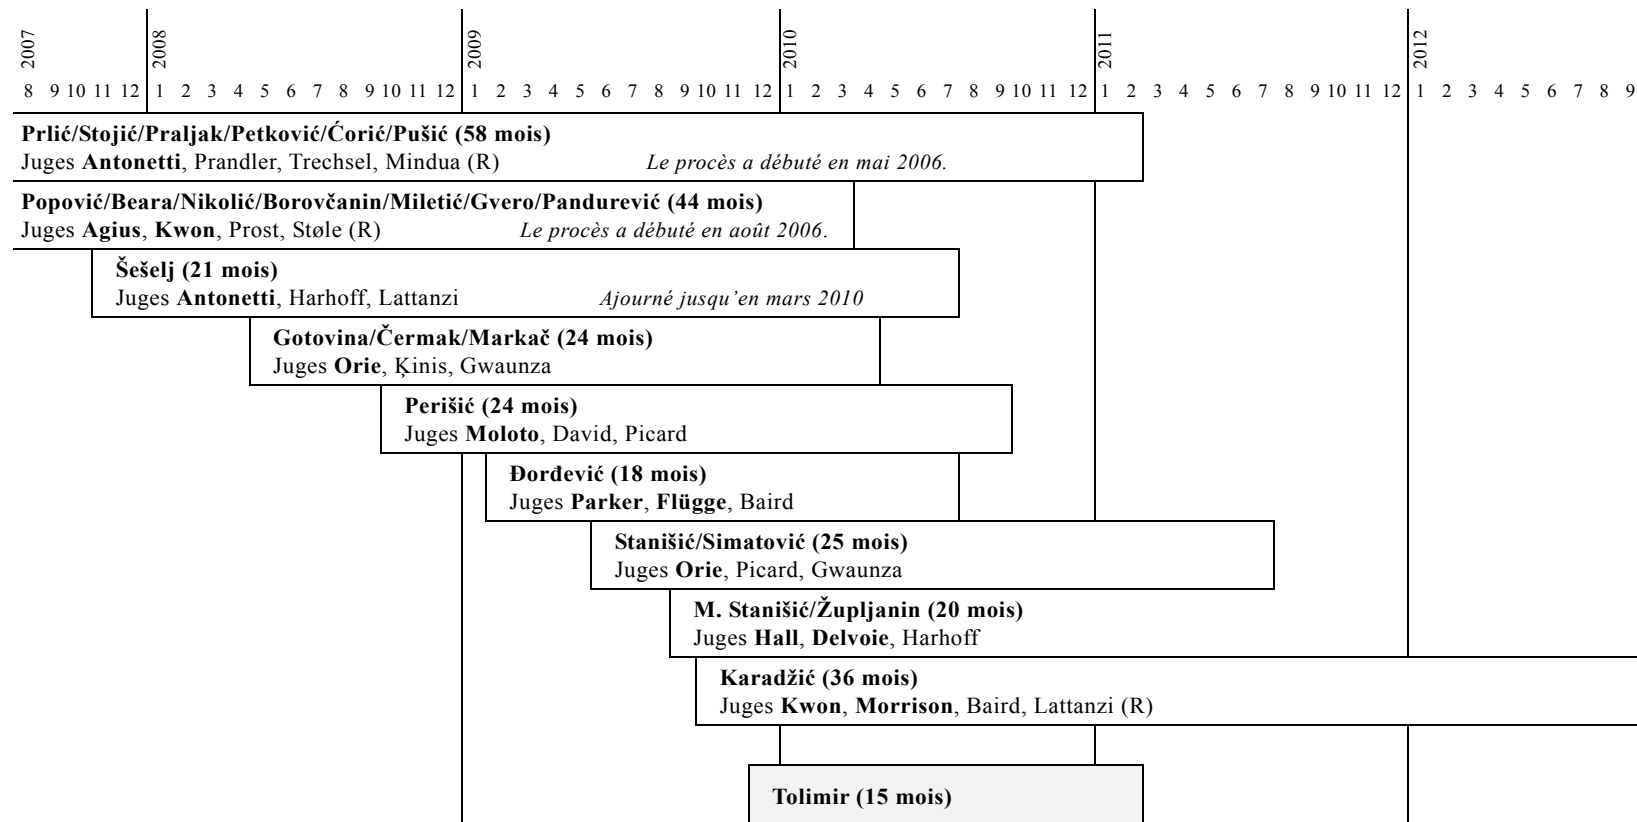 2007 2008 2009 2010 2011 2012
8 9 10 11 12 1 2 3 4 5 6 7 8 9 10 11 12 1 2 3 4 5 6 7 8 9 10 11 12 1 2 3 4 5 6 7 8 9 10 11 12 1 2 3 4 5 6 7 8 9 10 11 12 1 2 3 4 5 6 7 8 9
Prlić/Stojić/Praljak/Petković/Ćorić/Pušić (58 mois)
Juges Antonetti, Prandler, Trechsel, Mindua (R) Le procès a débuté en mai 2006.
Popović/Beara/Nikolić/Borovčanin/Miletić/Gvero/Pandurević (44 mois)
Juges Agius, Kwon, Prost, Støle (R) Le procès a débuté en août 2006.
Šešelj (21 mois)
Juges Antonetti, Harhoff, Lattanzi Ajourné jusqu’en mars 2010
Gotovina/Čermak/Markač (24 mois)
Juges Orie, Ķinis, Gwaunza
Perišić (24 mois)
Juges Moloto, David, Picard
Đorđević (18 mois)
Juges Parker, Flügge, Baird
Stanišić/Simatović (25 mois)
Juges Orie, Picard, Gwaunza
M. Stanišić/Župljanin (20 mois)
Juges Hall, Delvoie, Harhoff
Karadžić (36 mois)
Juges Kwon, Morrison, Baird, Lattanzi (R)
Tolimir (15 mois)